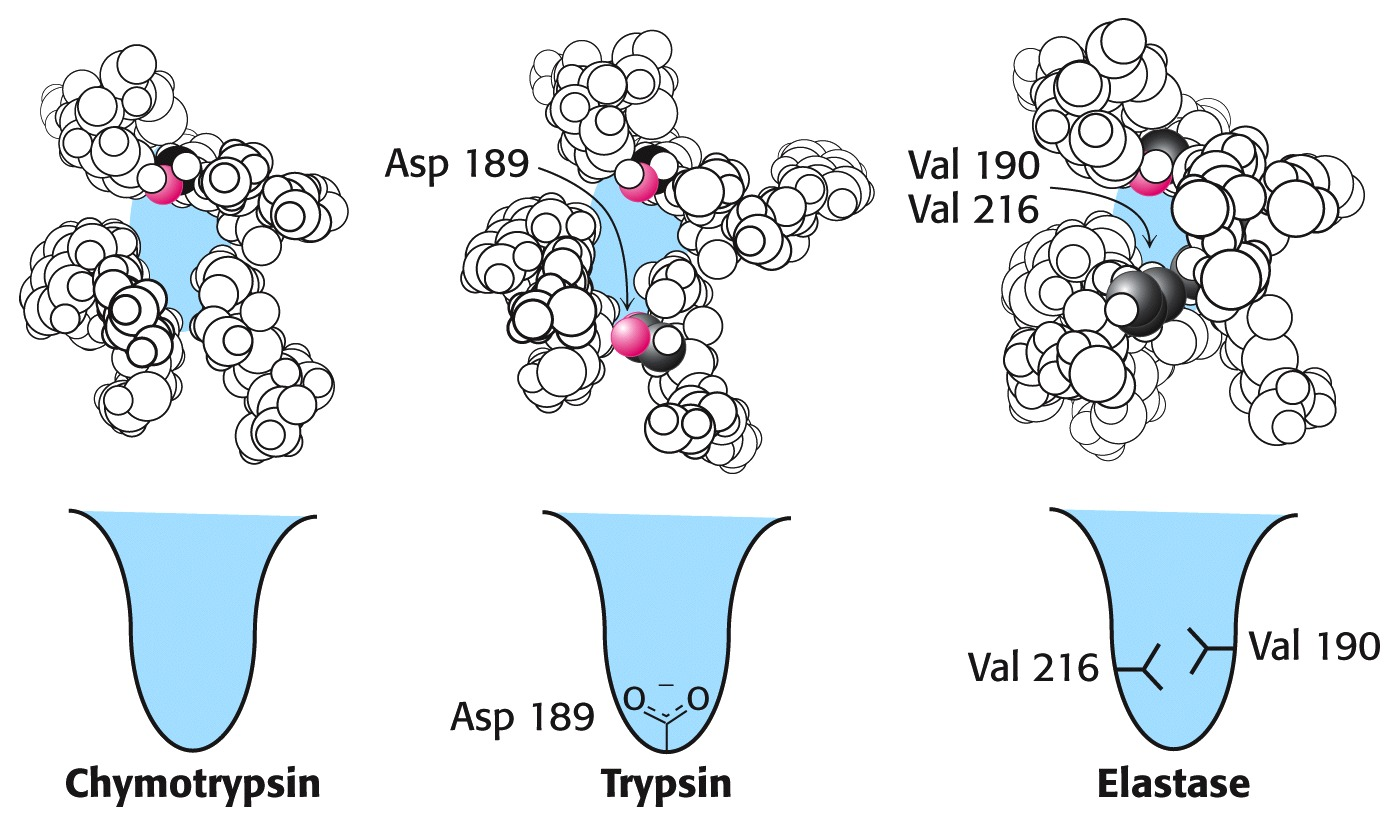 Asp 189
Val 190
Val 216
Val 216
Val 190
Asp 189
O − O
Chymotrypsin
Trypsin
Elastase